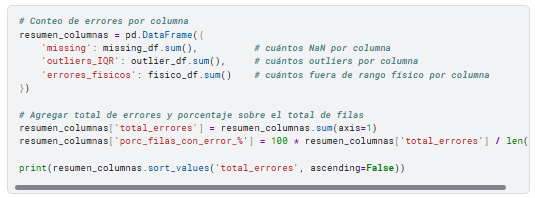 # Conteo de errores por columna
resumen_columnas = pd.DataFrame({
    'missing': missing_df.sum(),          # cuántos NaN por columna
    'outliers_IQR': outlier_df.sum(),     # cuántos outliers por columna
    'errores_fisicos': fisico_df.sum()    # cuántos fuera de rango físico por columna
})

# Agregar total de errores y porcentaje sobre el total de filas
resumen_columnas['total_errores'] = resumen_columnas.sum(axis=1)
resumen_columnas['porc_filas_con_error_%'] = 100 * resumen_columnas['total_errores'] / len(

print(resumen_columnas.sort_values('total_errores', ascending=False))